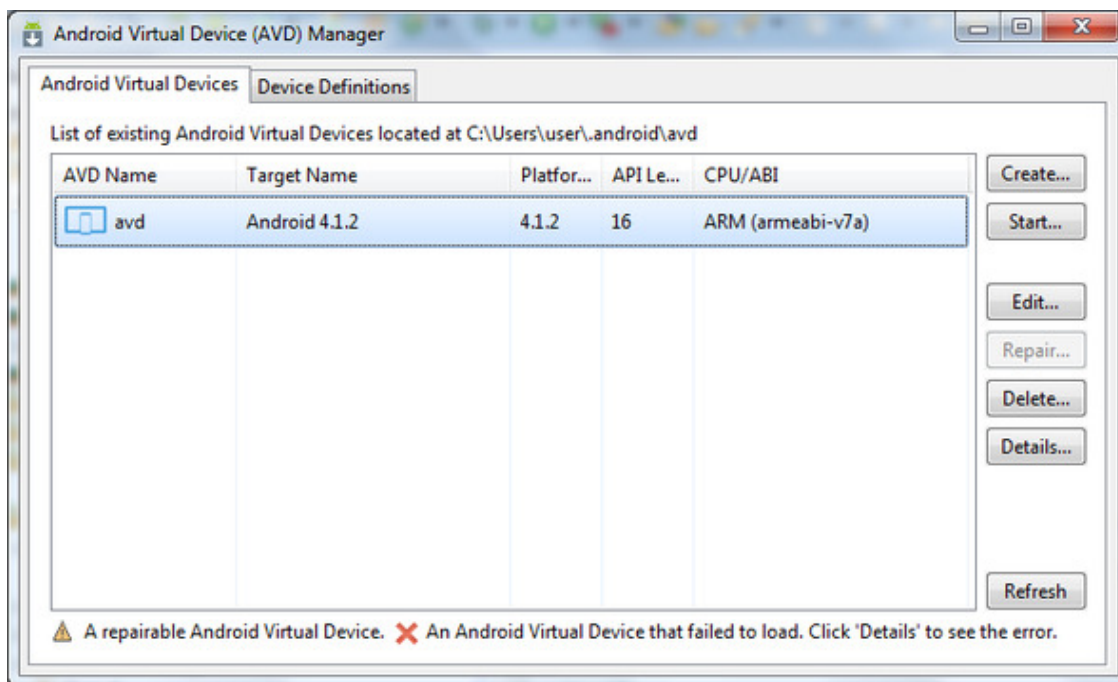 Android Virtual Device (AVD) Manager
Android Virtual Devices Device Definitions
List of existing Android Virtual Devices located at C:\Users\user\.android\avd
AVD Name Target Name Platfor... API Le... CPU/ABI
avd Android 4.1.2 4.1.2 16 ARM (armeabi-v7a)
Create...
Start...
Edit...
Repair...
Delete...
Details...
Refresh
A repairable Android Virtual Device. An Android Virtual Device that failed to load. Click 'Details' to see the error.